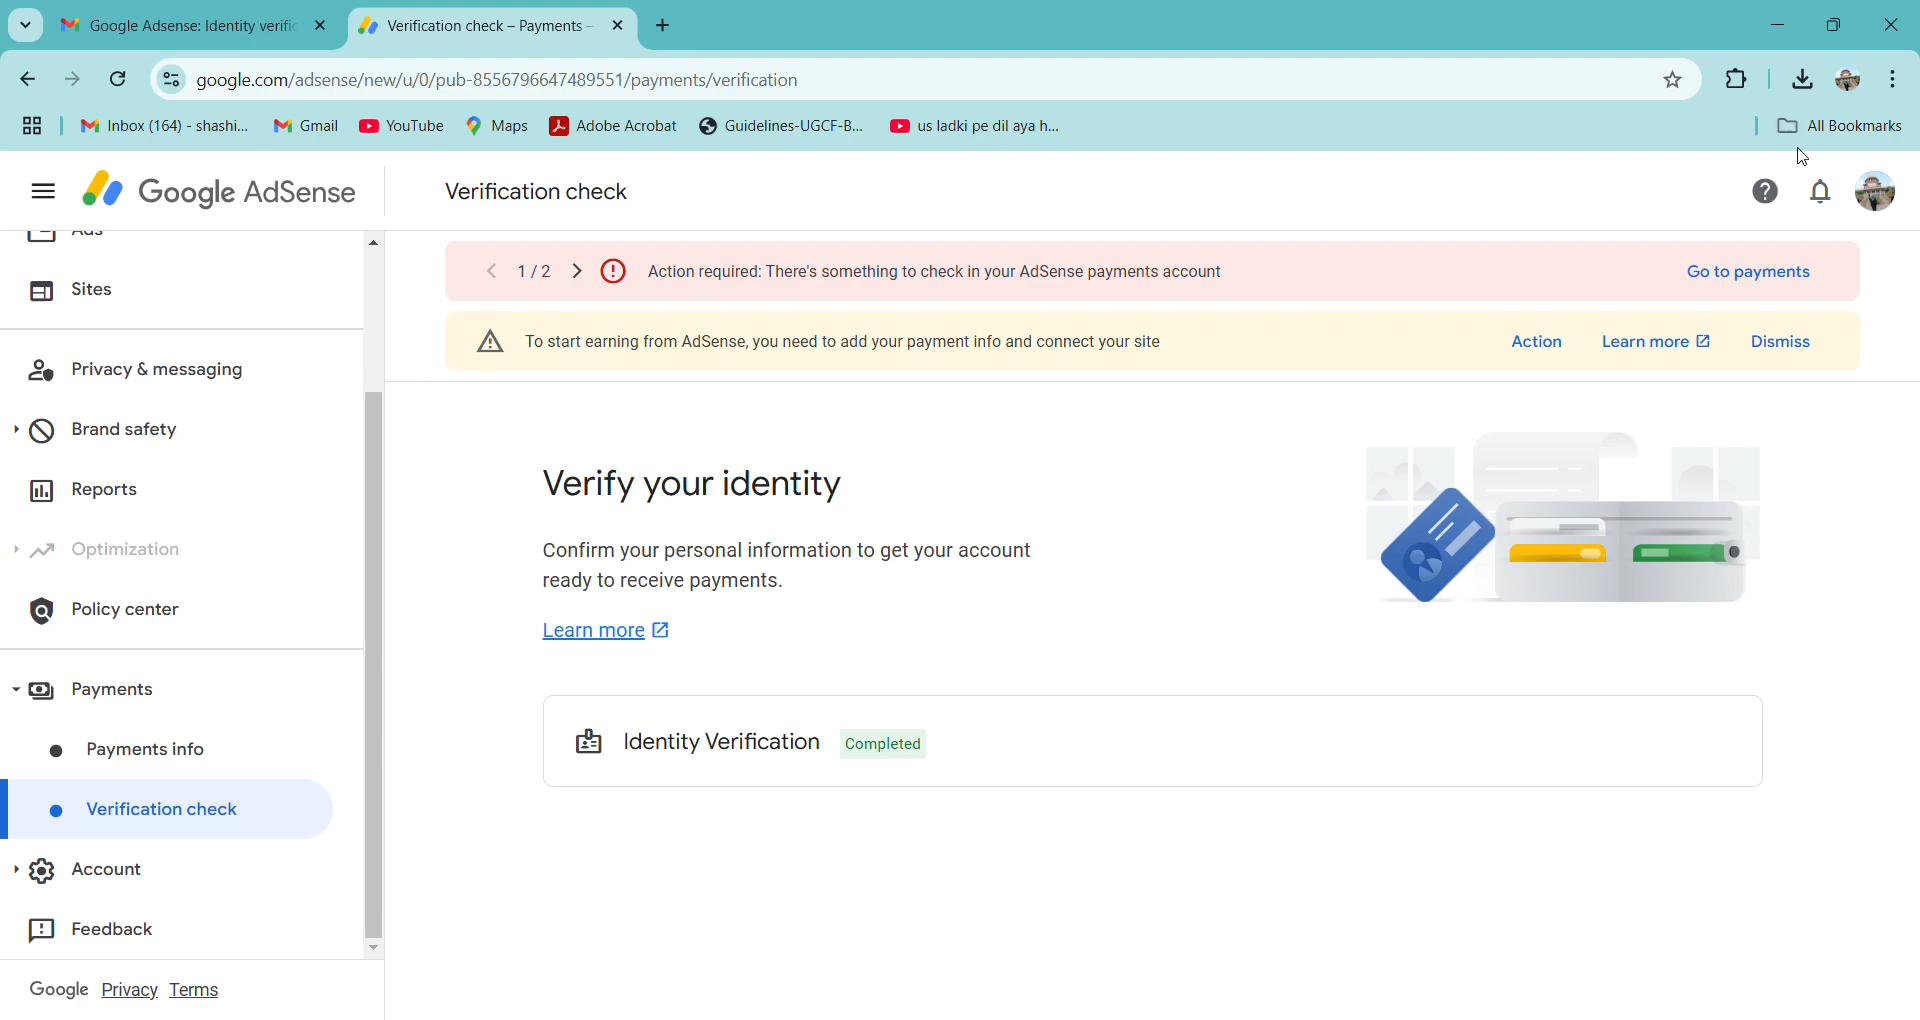 Google Adsense: Identity verific
Verification check – Payments –
google.com/adsense/new/u/0/pub-8556796647489551/payments/verification
Inbox (164) - shashi...
Gmail
YouTube
Maps
Adobe Acrobat
Guidelines-UGCF-B...
us ladki pe dil aya h...
All Bookmarks
Google AdSense
Verification check
Ads
Sites
Privacy & messaging
Brand safety
Reports
Optimization
Policy center
Payments
Payments info
Verification check
Account
Feedback
Google Privacy Terms
1 / 2
Action required: There's something to check in your AdSense payments account
Go to payments
To start earning from AdSense, you need to add your payment info and connect your site
Action
Learn more
Dismiss
Verify your identity
Confirm your personal information to get your account
ready to receive payments.
Learn more
Identity Verification
Completed